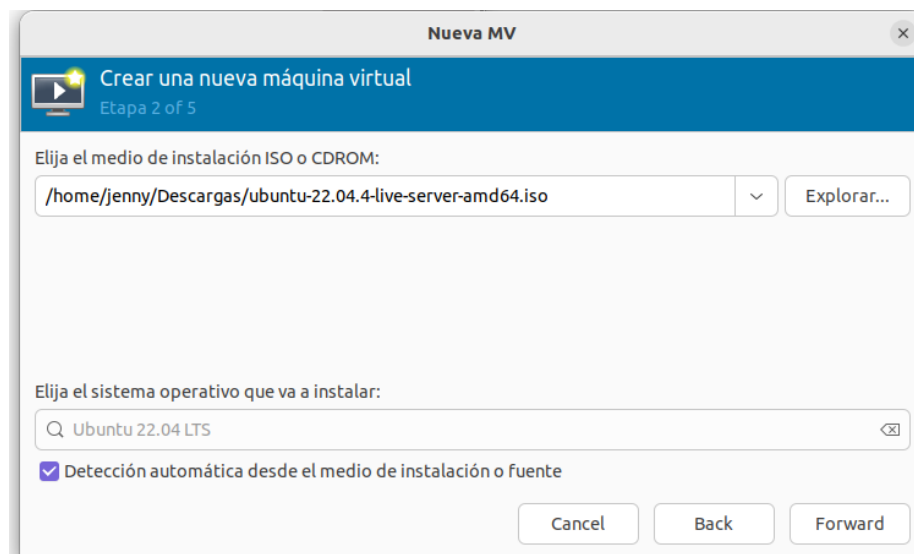 Nueva MV
Crear una nueva máquina virtual
Etapa 2 of 5
Elija el medio de instalación ISO o CDROM:
/home/jenny/Descargas/ubuntu-22.04.4-live-server-amd64.iso
Explorar...
Elija el sistema operativo que va a instalar:
Ubuntu 22.04 LTS
Detección automática desde el medio de instalación o fuente
Cancel
Back
Forward